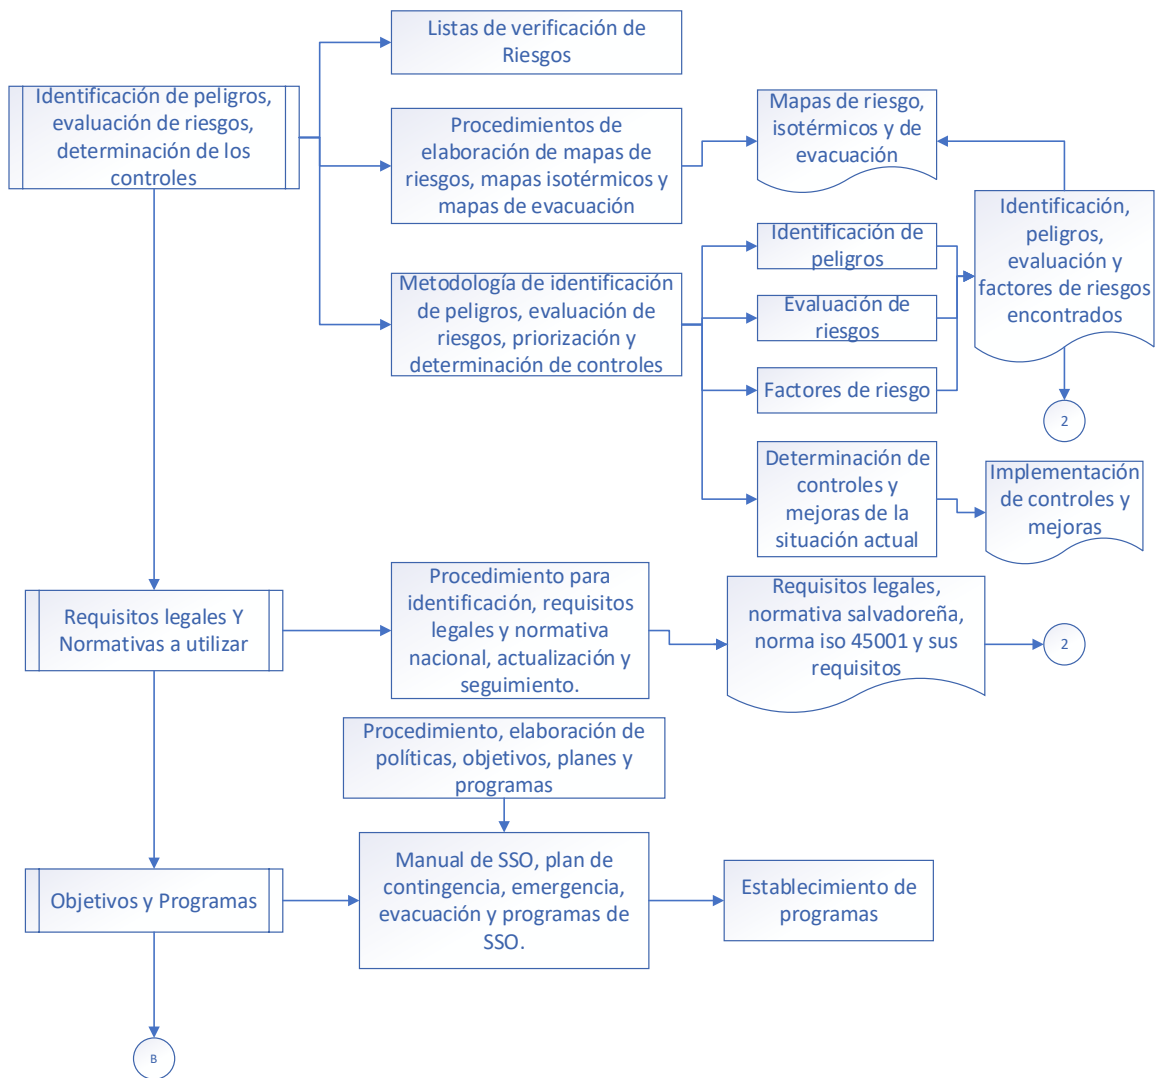 Listas de verificación de
Riesgos
Identificación de peligros,
evaluación de riesgos,
determinación de los
controles
Procedimientos de
elaboración de mapas de
riesgos, mapas isotérmicos y
mapas de evacuación
Mapas de riesgo,
isotérmicos y de
evacuación
Identificación,
peligros,
evaluación y
factores de riesgos
encontrados
Metodología de identificación
de peligros, evaluación de
riesgos, priorización y
determinación de controles
Identificación de
peligros
Evaluación de
riesgos
Factores de riesgo
2
Determinación de
controles y
mejoras de la
situación actual
Implementación
de controles y
mejoras
Requisitos legales Y
Normativas a utilizar
Procedimiento para
identificación, requisitos
legales y normativa
nacional, actualización y
seguimiento.
Requisitos legales,
normativa salvadoreña,
norma iso 45001 y sus
requisitos
2
Procedimiento, elaboración de
políticas, objetivos, planes y
programas
Objetivos y Programas
Manual de SSO, plan de
contingencia, emergencia,
evacuación y programas de
SSO.
Establecimiento de
programas
B